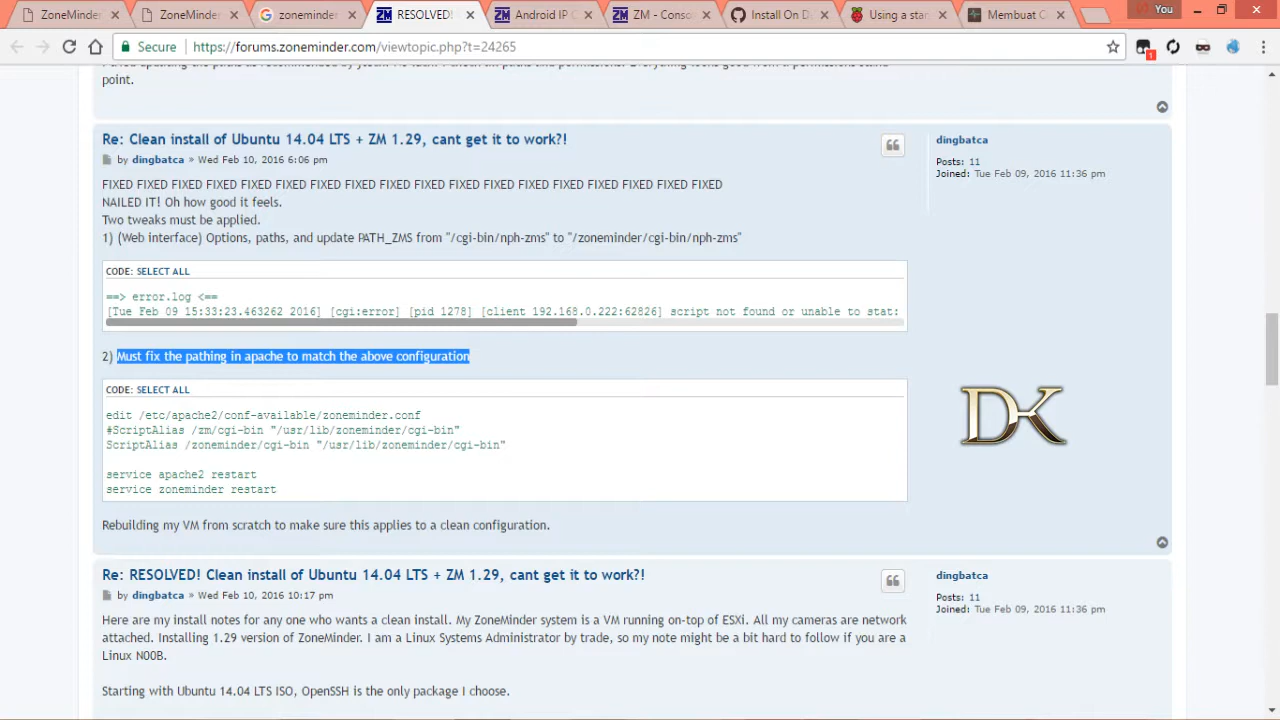 ZoneMinder
ZoneMinder
zoneminder
RESOLVED!
Android IP C
ZM - Conso
Install On D
Using a stan
Membuat C
You
Secure
https://forums.zoneminder.com/viewtopic.php?t=24265
1
point.
Re: Clean install of Ubuntu 14.04 LTS + ZM 1.29, cant get it to work?!
by dingbatca » Wed Feb 10, 2016 6:06 pm
dingbatca
Posts: 11
Joined: Tue Feb 09, 2016 11:36 pm
FIXED FIXED FIXED FIXED FIXED FIXED FIXED FIXED FIXED FIXED FIXED FIXED FIXED FIXED FIXED FIXED FIXED FIXED
NAILED IT! Oh how good it feels.
Two tweaks must be applied.
1) (Web interface) Options, paths, and update PATH_ZMS from "/cgi-bin/nph-zms" to "/zoneminder/cgi-bin/nph-zms"
CODE: SELECT ALL
==> error.log <==
[Tue Feb 09 15:33:23.463262 2016] [cgi:error] [pid 1278] [client 192.168.0.222:62826] script not found or unable to stat:
2) Must fix the pathing in apache to match the above configuration
CODE: SELECT ALL
edit /etc/apache2/conf-available/zoneminder.conf
#ScriptAlias /zm/cgi-bin "/usr/lib/zoneminder/cgi-bin"
ScriptAlias /zoneminder/cgi-bin "/usr/lib/zoneminder/cgi-bin"
service apache2 restart
service zoneminder restart
DK
Rebuilding my VM from scratch to make sure this applies to a clean configuration.
Re: RESOLVED! Clean install of Ubuntu 14.04 LTS + ZM 1.29, cant get it to work?!
by dingbatca » Wed Feb 10, 2016 10:17 pm
dingbatca
Posts: 11
Joined: Tue Feb 09, 2016 11:36 pm
Here are my install notes for any one who wants a clean install. My ZoneMinder system is a VM running on-top of ESXi. All my cameras are network
attached. Installing 1.29 version of ZoneMinder. I am a Linux Systems Administrator by trade, so my note might be a bit hard to follow if you are a
Linux N00B.
Starting with Ubuntu 14.04 LTS ISO, OpenSSH is the only package I choose.